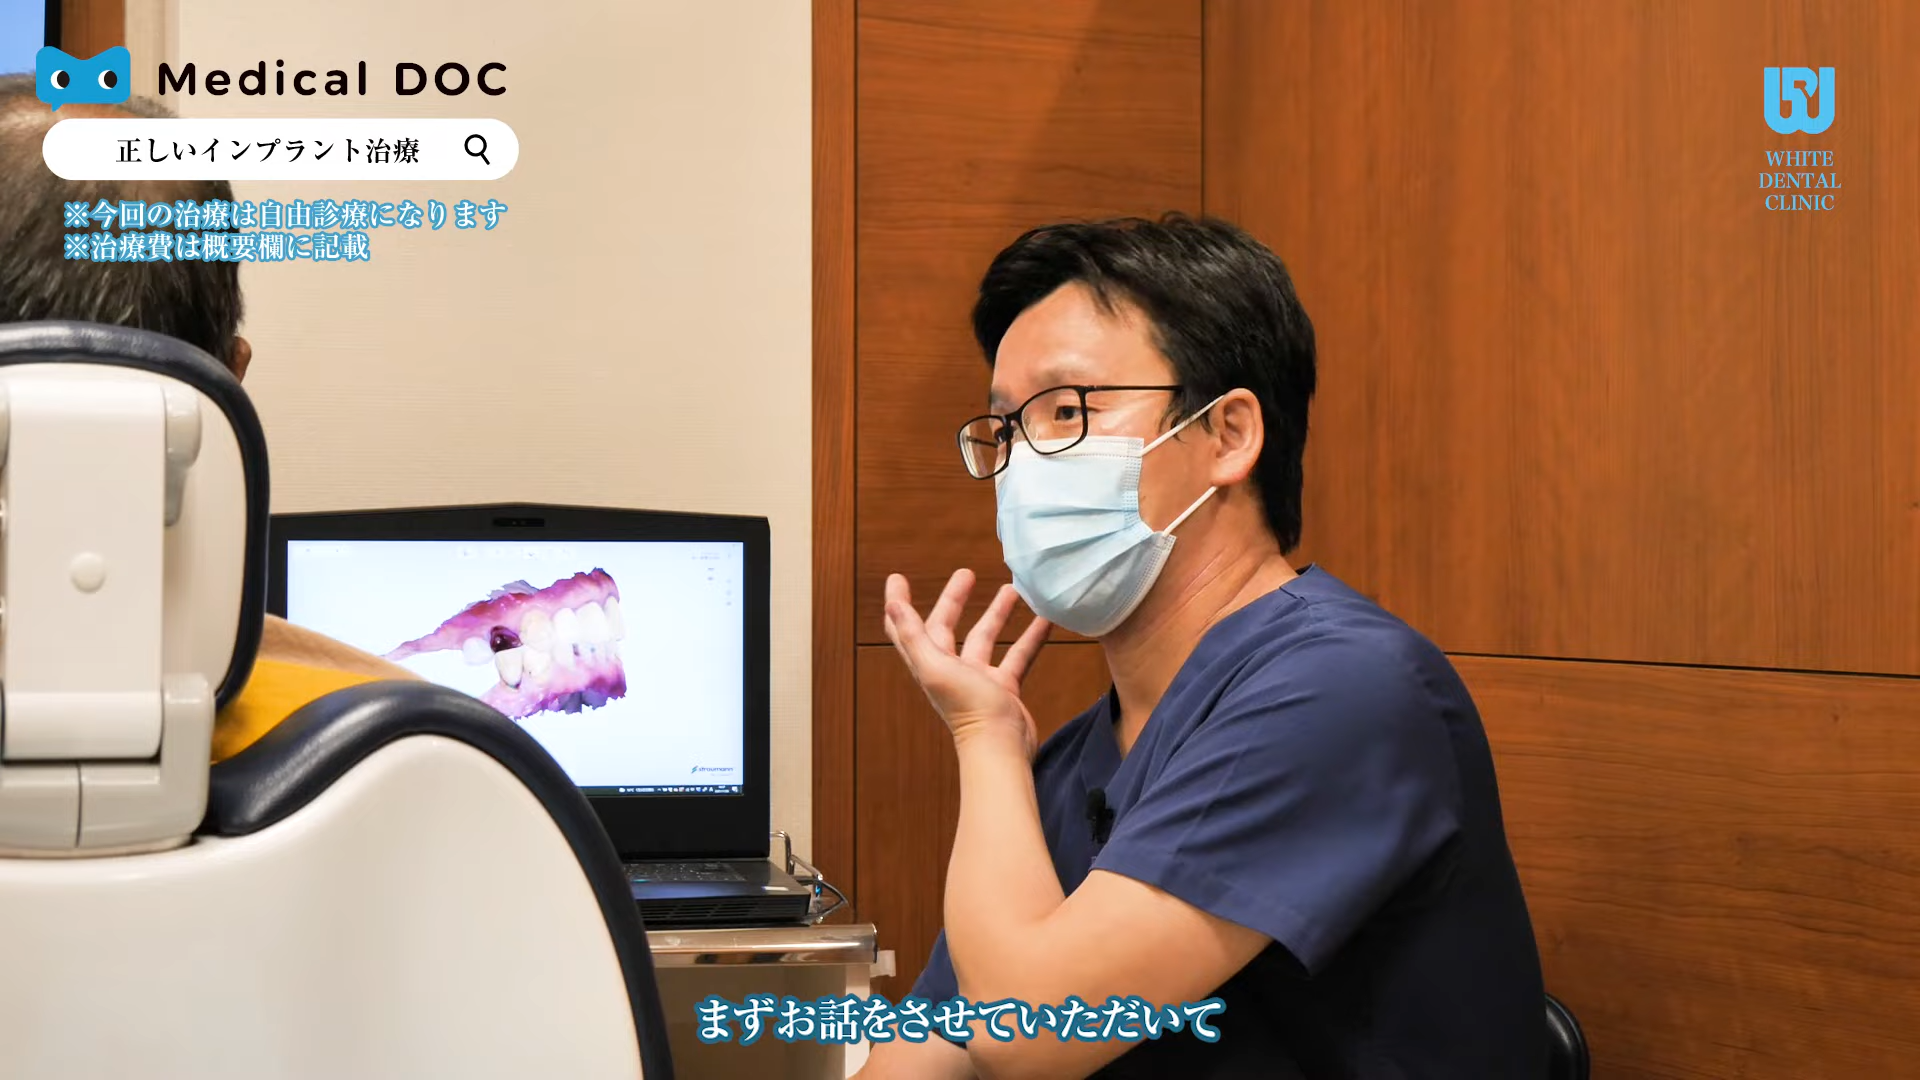 Medical DOC
正しいインプラント治療
※今回の治療は自由診療になります
※治療費は概要欄に記載
WHITE
DENTAL
CLINIC
straumann
まずお話をさせていただいて